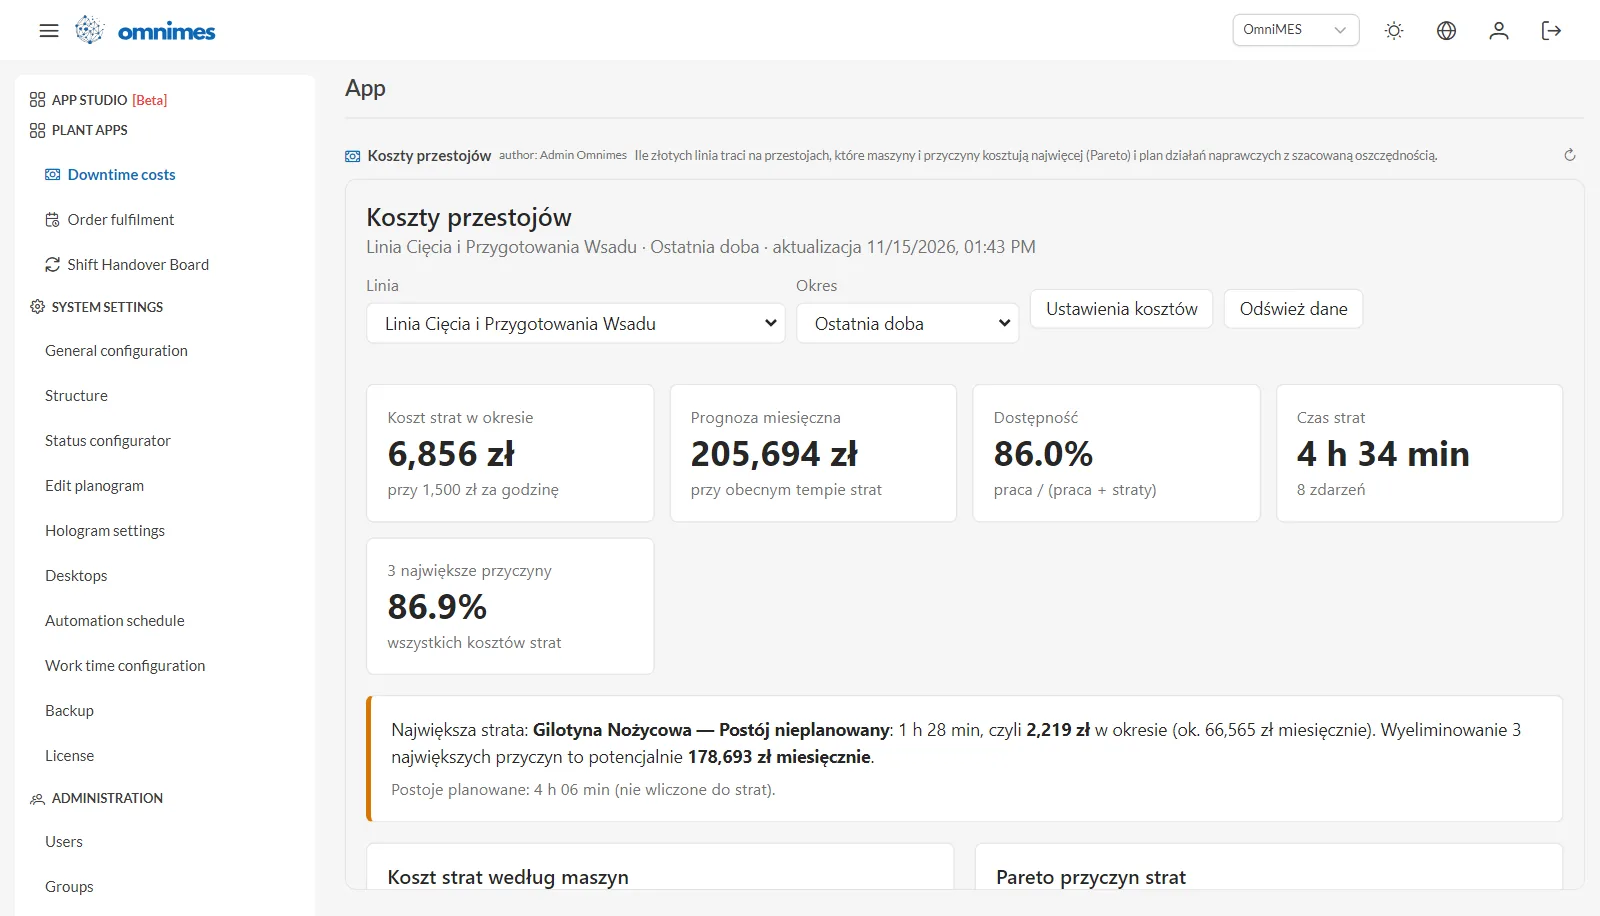 omnimes
OmniMES
APP STUDIO [Beta]
PLANT APPS
Downtime costs
Order fulfilment
Shift Handover Board
SYSTEM SETTINGS
General configuration
Structure
Status configurator
Edit planogram
Hologram settings
Desktops
Automation schedule
Work time configuration
Backup
License
ADMINISTRATION
Users
Groups
App
Koszty przestojów author: Admin Omnimes Ile złotych linia traci na przestojach, które maszyny i przyczyny kosztują najwięcej (Pareto) i plan działań naprawczych z szacowaną oszczędnością.
Koszty przestojów
Linia Cięcia i Przygotowania Wsadu · Ostatnia doba · aktualizacja 11/15/2026, 01:43 PM
Linia
Linia Cięcia i Przygotowania Wsadu
Okres
Ostatnia doba
Ustawienia kosztów
Odśwież dane
Koszt strat w okresie
6,856 zł
przy 1,500 zł za godzinę
Prognoza miesięczna
205,694 zł
przy obecnym tempie strat
Dostępność
86.0%
praca / (praca + straty)
Czas strat
4 h 34 min
8 zdarzeń
3 największe przyczyny
86.9%
wszystkich kosztów strat
Największa strata: Gilotyna Nożycowa — Postój nieplanowany: 1 h 28 min, czyli 2,219 zł w okresie (ok. 66,565 zł miesięcznie). Wyeliminowanie 3
największych przyczyn to potencjalnie 178,693 zł miesięcznie.
Postoje planowane: 4 h 06 min (nie wliczone do strat).
Koszt strat według maszyn
Pareto przyczyn strat